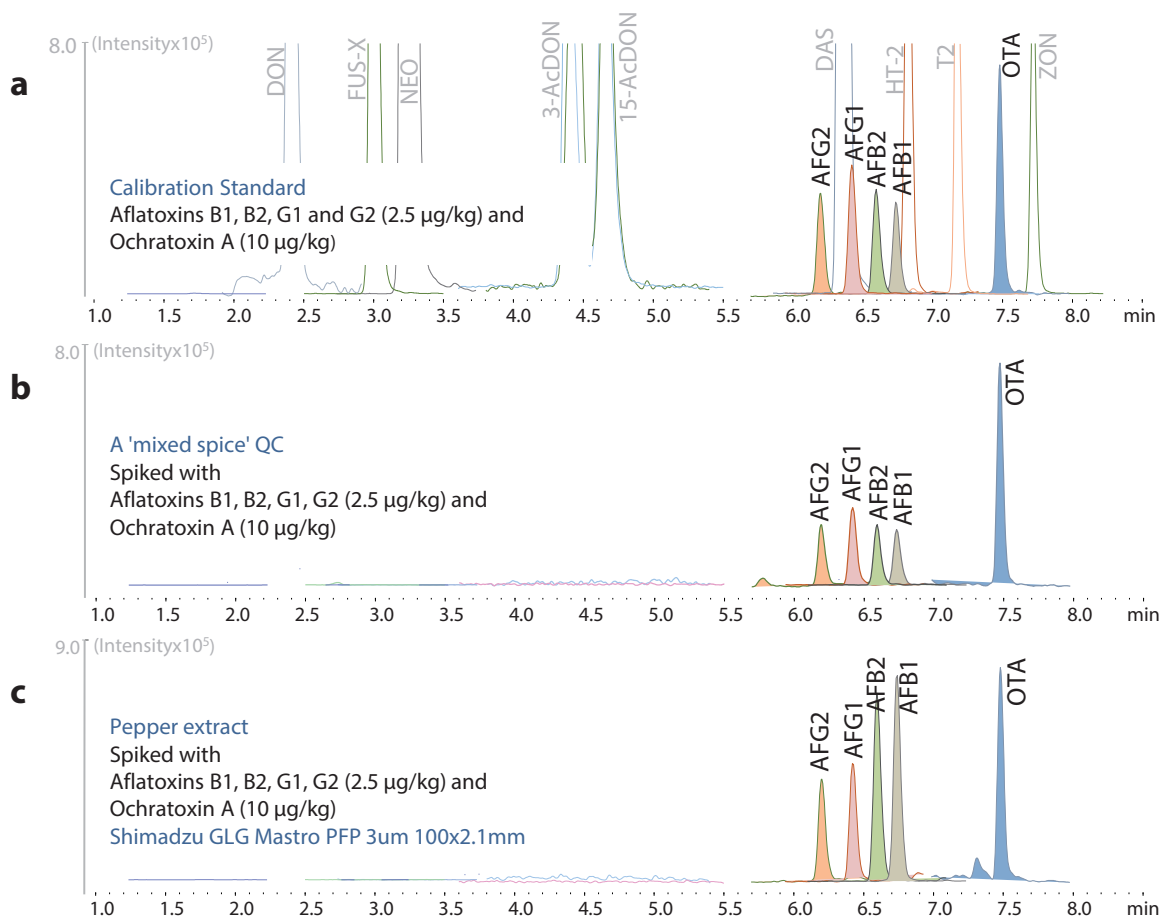 a
8.0 (Intensityx10⁵)
DON
FUS-X
NEO
3-AcDON
15-AcDON
AFG2
AFG1
DAS
AFB2
AFB1
HT-2
T2
OTA
ZON
Calibration Standard
Aflatoxins B1, B2, G1 and G2 (2.5 µg/kg) and
Ochratoxin A (10 µg/kg)
1.0 1.5 2.0 2.5 3.0 3.5 4.0 4.5 5.0 5.5 6.0 6.5 7.0 7.5 8.0 min
b
8.0 (Intensityx10⁵)
A 'mixed spice' QC
Spiked with
Aflatoxins B1, B2, G1, G2 (2.5 µg/kg) and
Ochratoxin A (10 µg/kg)
AFG2
AFG1
AFB2
AFB1
OTA
1.0 1.5 2.0 2.5 3.0 3.5 4.0 4.5 5.0 5.5 6.0 6.5 7.0 7.5 8.0 min
c
9.0 (Intensityx10⁵)
Pepper extract
Spiked with
Aflatoxins B1, B2, G1, G2 (2.5 µg/kg) and
Ochratoxin A (10 µg/kg)
Shimadzu GLG Mastro PFP 3um 100x2.1mm
AFG2
AFG1
AFB2
AFB1
OTA
1.0 1.5 2.0 2.5 3.0 3.5 4.0 4.5 5.0 5.5 6.0 6.5 7.0 7.5 8.0 min